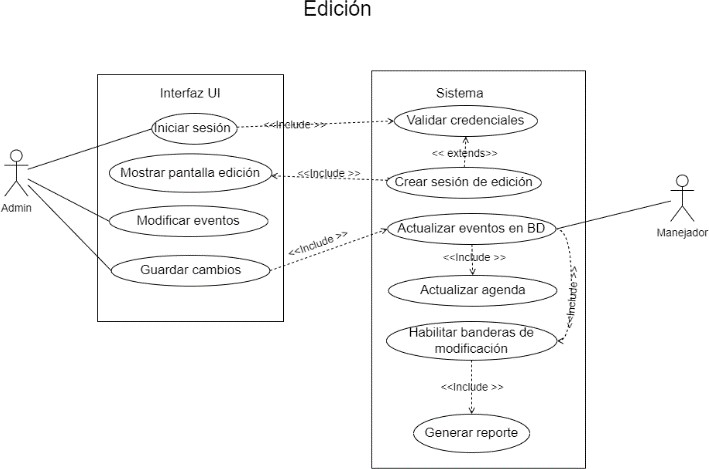 Edición
Interfaz UI
Sistema
Iniciar sesión
<<Include >>
Validar credenciales
<< extends>>
Mostrar pantalla edición
<<Include >>
Crear sesión de edición
Admin
Modificar eventos
Actualizar eventos en BD
Manejador
<<Include >>
Guardar cambios
<<Include >>
<<Include >>
Actualizar agenda
Habilitar banderas de
modificación
<<Include >>
Generar reporte